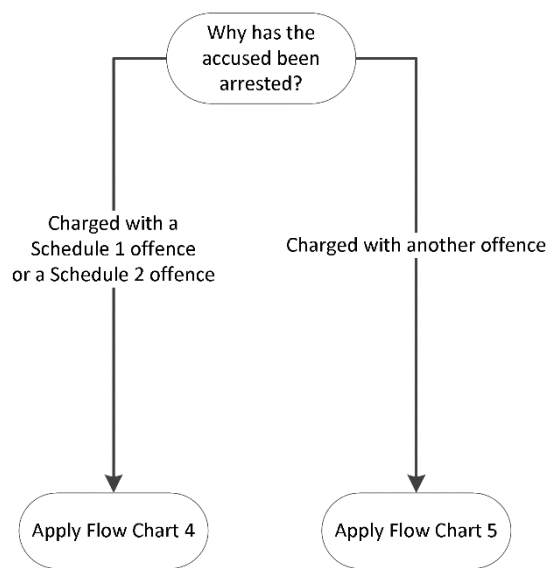 Why has the
accused been
arrested?
Charged with a
Schedule 1 offence
or a Schedule 2 offence
Charged with another offence
Apply Flow Chart 4
Apply Flow Chart 5